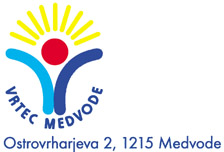 VRTEC MEDVODE
Ostrovrharjeva 2, 1215 Medvode